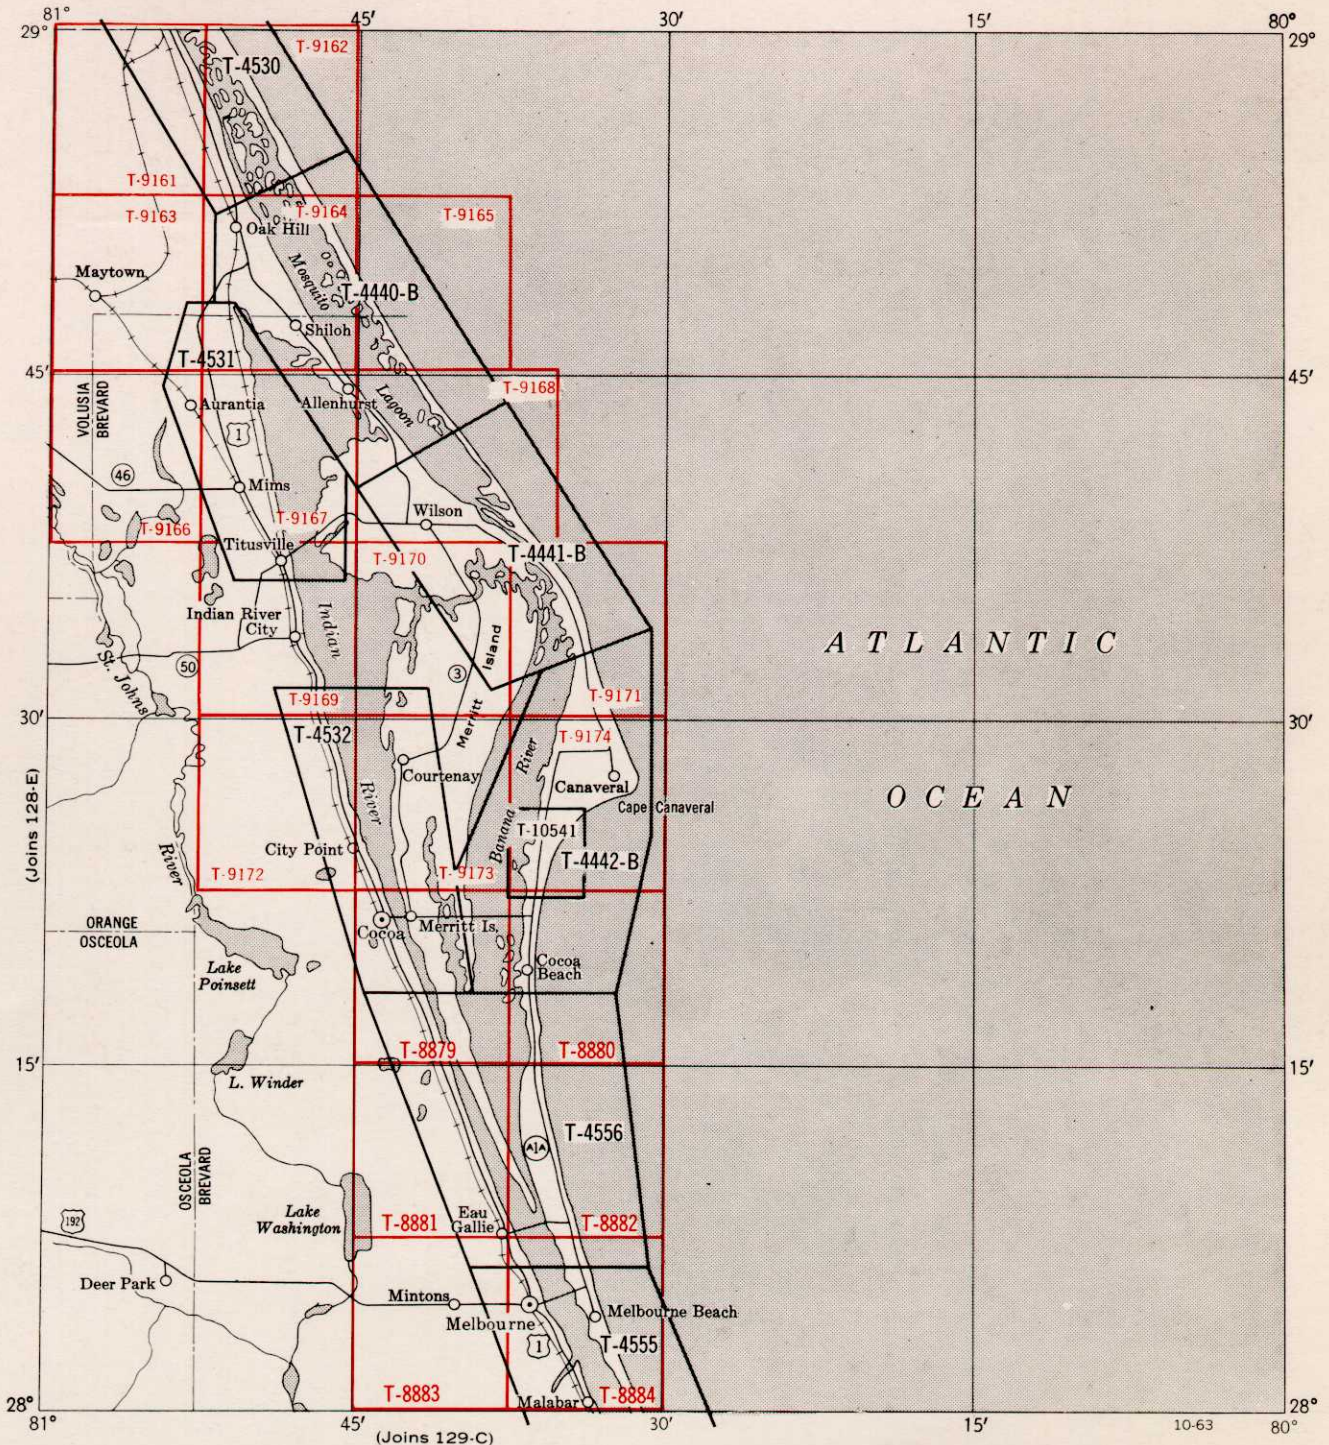 81°
45′
30′
15′
80°
29°
29°
T-9162
T-4530
T-9161
T-9163
T-9164
T-9165
Oak Hill
Maytown
Mosquito
T-4440-B
Shiloh
T-4531
45′
45′
T-9168
VOLUSIA
BREVARD
Aurantia
Allenhurst
Lagoon
1
46
Mims
Wilson
T-9166
T-9167
Titusville
T-9170
T-4441-B
Indian River
City
Indian
Island
ATLANTIC
St. Johns
50
3
T-9169
T-9171
30′
30′
T-4532
Merritt
T-9174
River
Courtenay
Canaveral
OCEAN
River
Cape Canaveral
(Joins 128-E)
Banana
T-10541
City Point
T-4442-B
River
T-9172
T-9173
ORANGE
OSCEOLA
Cocoa
Merritt Is.
Lake
Poinsett
Cocoa
Beach
T-8879
T-8880
15′
15′
L. Winder
T-4556
A1A
OSCEOLA
BREVARD
Lake
Washington
192
T-8881
Eau
Gallie
T-8882
Deer Park
Mintons
Melbourne
Melbourne Beach
1
T-4555
T-8883
Malabar
T-8884
28°
28°
81°
45′
30′
15′
10-63
80°
(Joins 129-C)